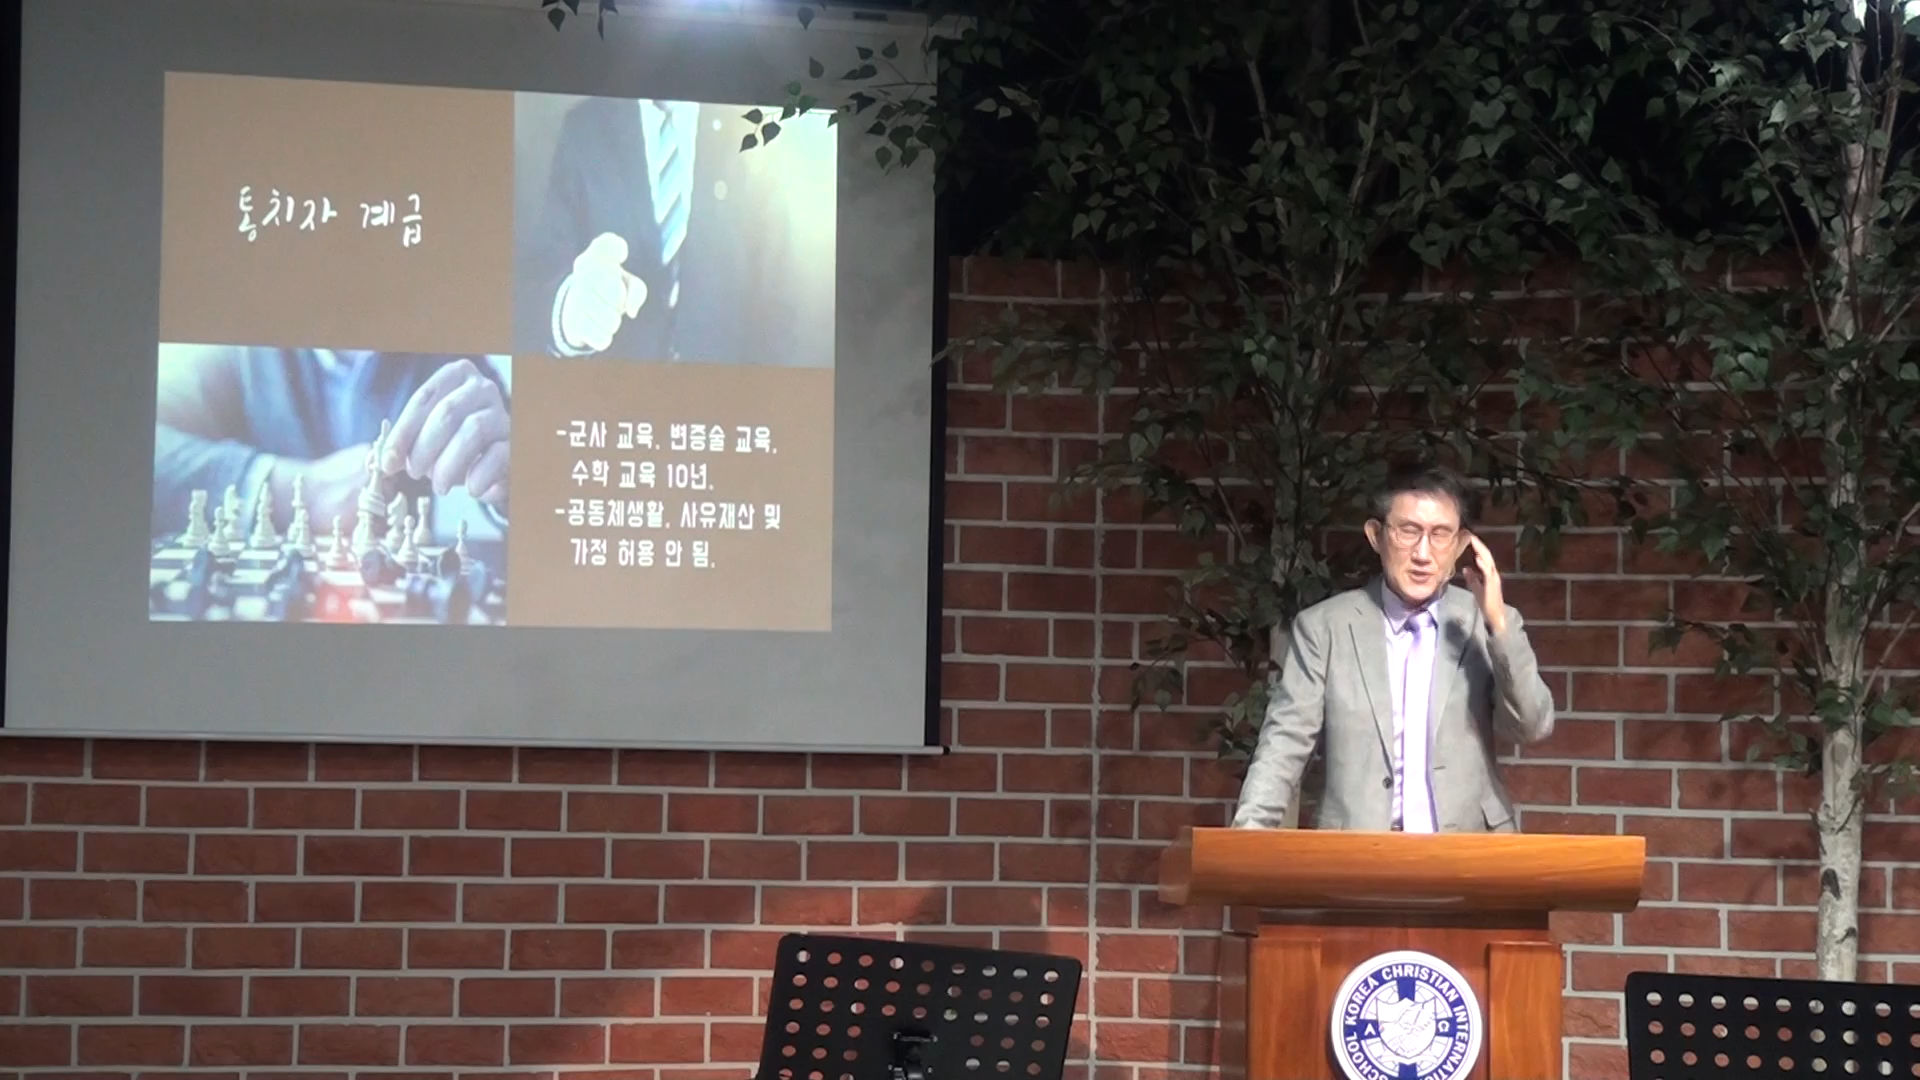 통치자 계급
-군사 교육, 변증술 교육,
수학 교육 10년.
-공동체생활, 사유재산 및
가정 허용 안 됨.
KOREA CHRISTIAN INTERNATIONAL SCHOOL
Α Ω